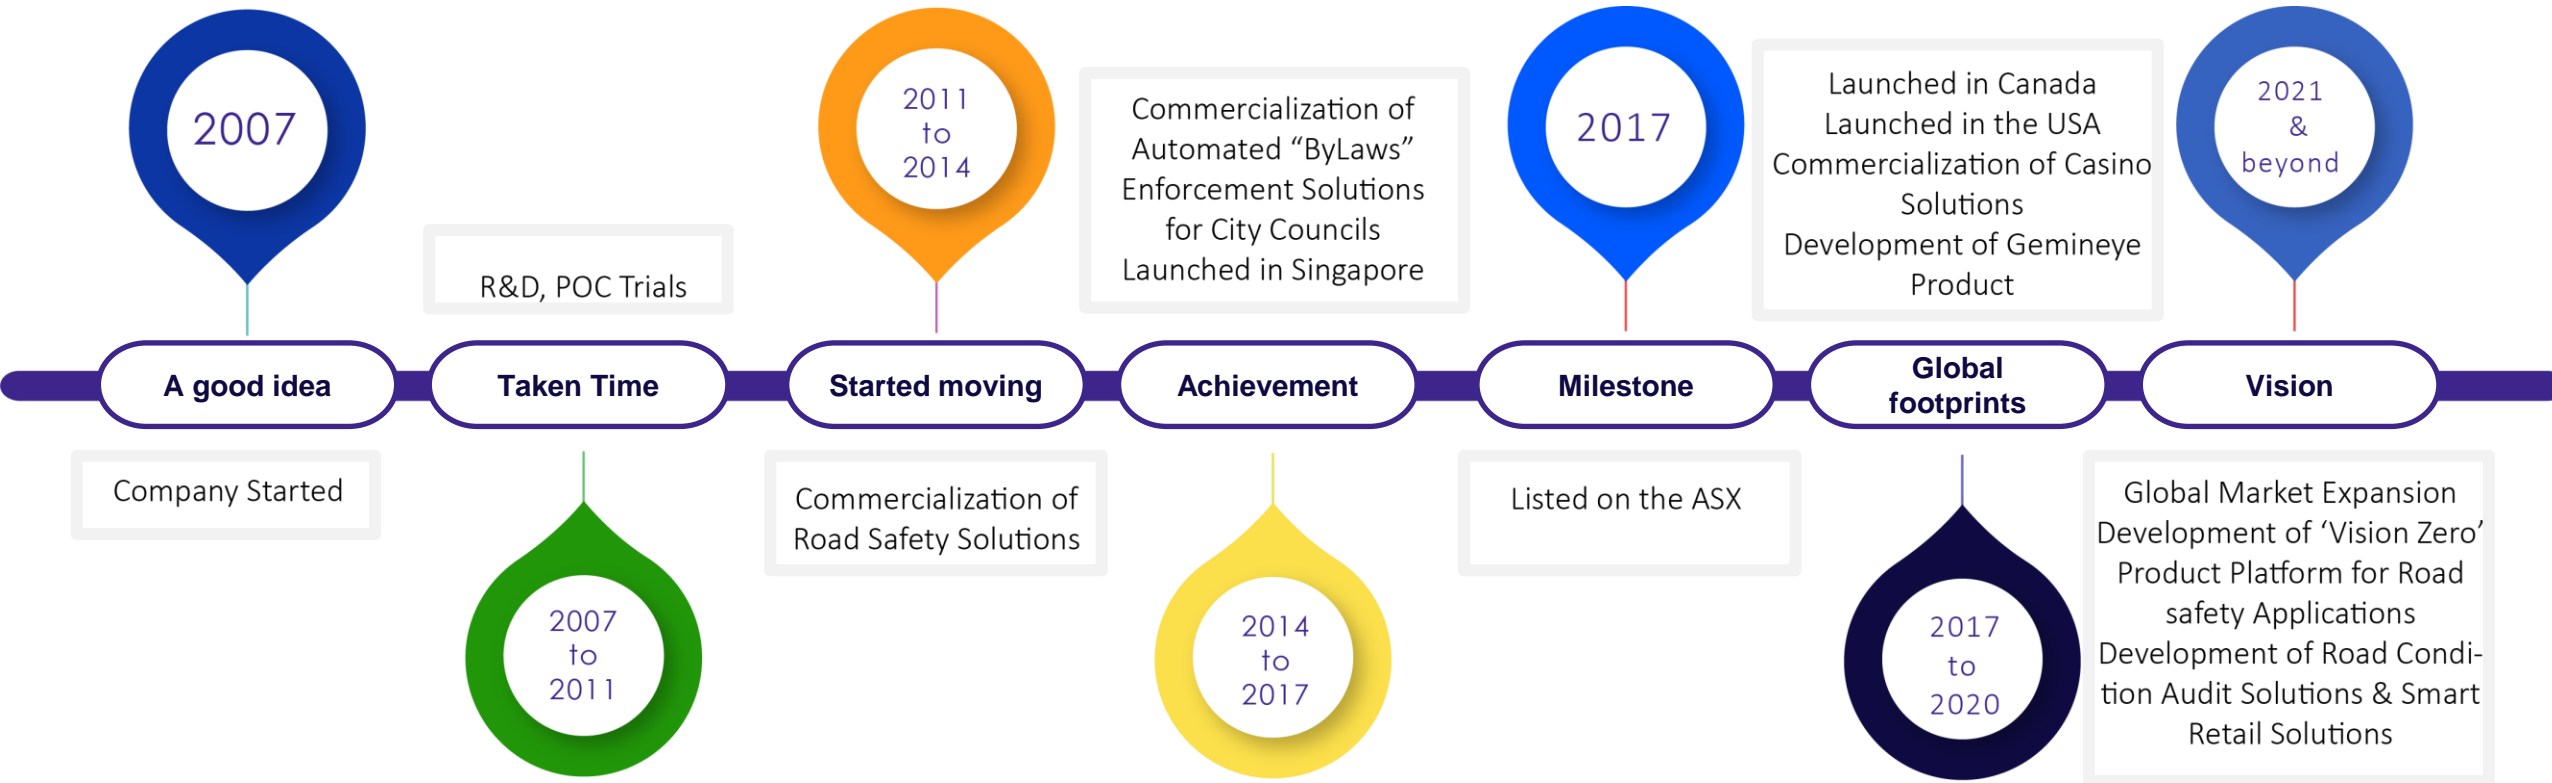 2007
A good idea
Company Started
R&D, POC Trials
Taken Time
2007
to
2011
2011
to
2014
Started moving
Commercialization of
Road Safety Solutions
Commercialization of
Automated “ByLaws”
Enforcement Solutions
for City Councils
Launched in Singapore
Achievement
2014
to
2017
2017
Milestone
Listed on the ASX
Launched in Canada
Launched in the USA
Commercialization of Casino
Solutions
Development of Gemineye
Product
Global
footprints
2017
to
2020
2021
&
beyond
Vision
Global Market Expansion
Development of ‘Vision Zero’
Product Platform for Road
safety Applications
Development of Road Condi-
tion Audit Solutions & Smart
Retail Solutions